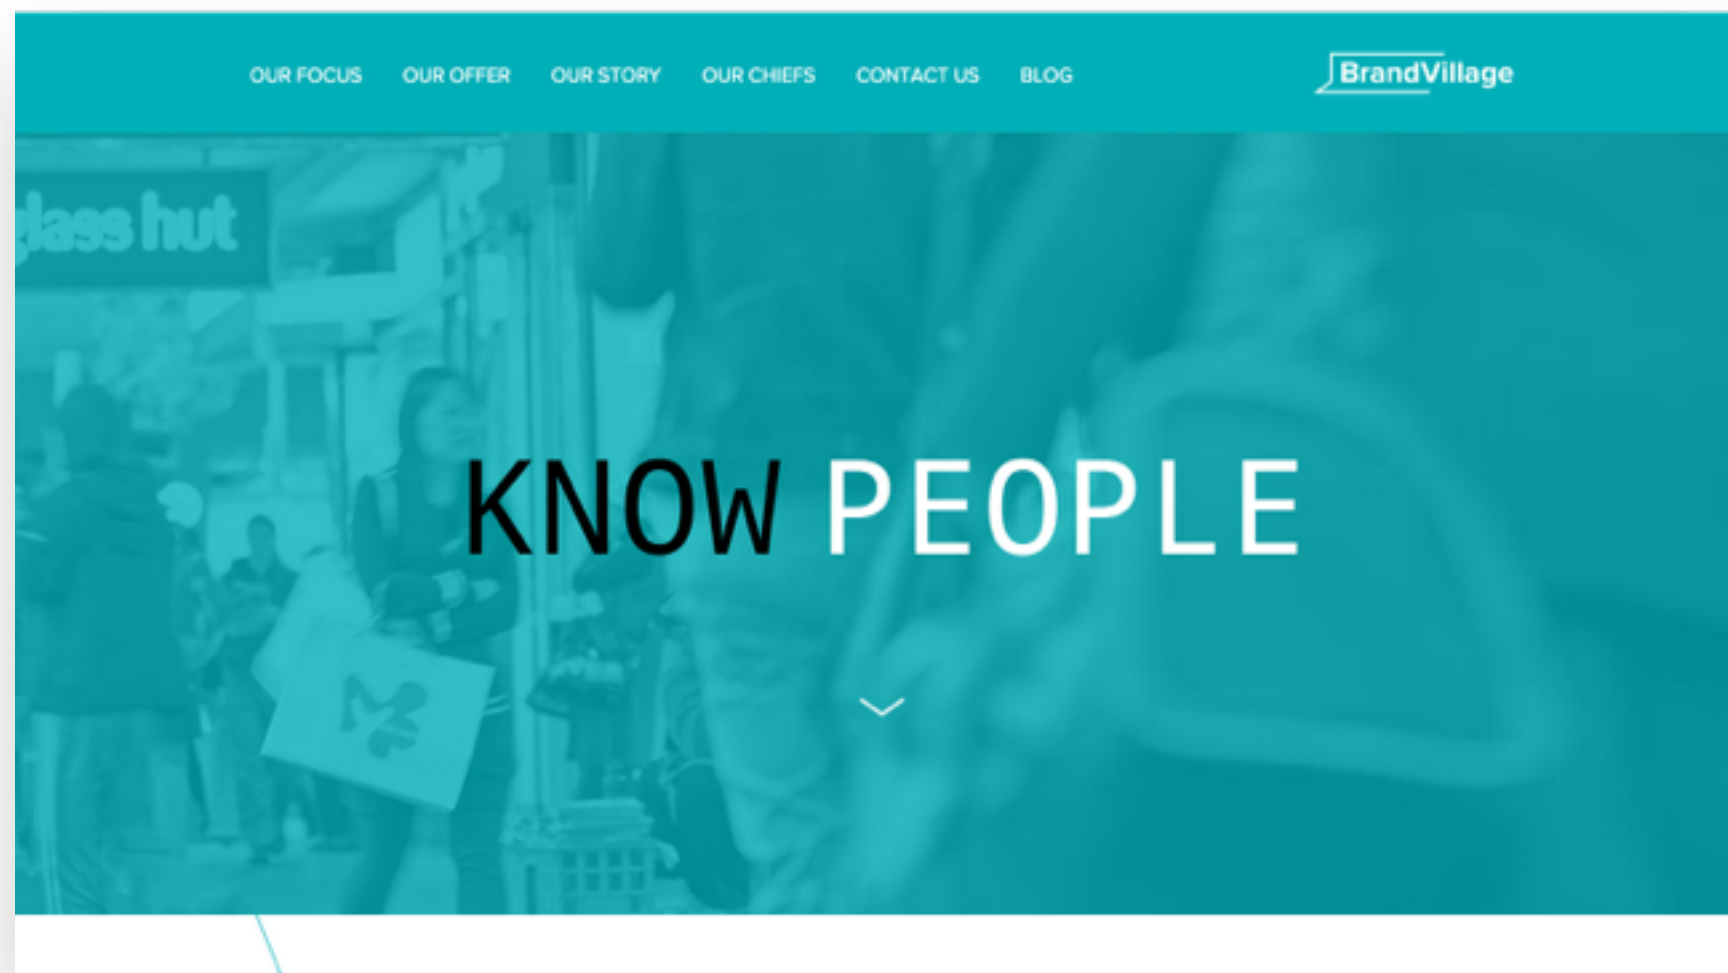 OUR FOCUS OUR OFFER OUR STORY OUR CHIEFS CONTACT US BLOG
BrandVillage
glass hut
KNOW PEOPLE